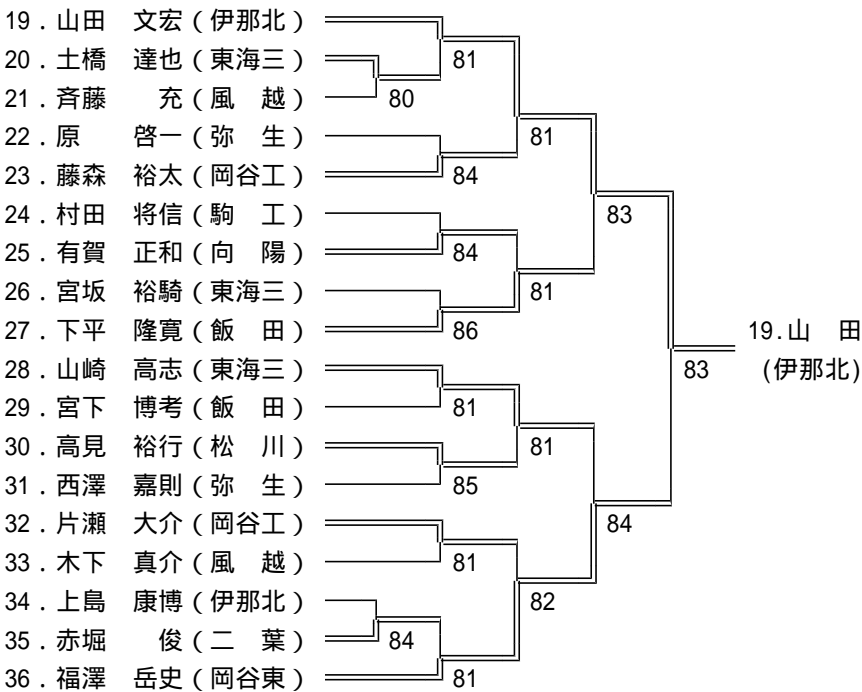 19．山田　文宏（伊那北）
20．土橋　達也（東海三）
21．斉藤　　充（風　越）
22．原　　啓一（弥　生）
23．藤森　裕太（岡谷工）
24．村田　将信（駒　工）
25．有賀　正和（向　陽）
26．宮坂　裕騎（東海三）
27．下平　隆寛（飯　田）
28．山崎　高志（東海三）
29．宮下　博考（飯　田）
30．高見　裕行（松　川）
31．西澤　嘉則（弥　生）
32．片瀬　大介（岡谷工）
33．木下　真介（風　越）
34．上島　康博（伊那北）
35．赤堀　　俊（二　葉）
36．福澤　岳史（岡谷東）
80
84
81
84
84
86
81
85
81
81
81
81
81
82
83
84
83
19.山　田
(伊那北)